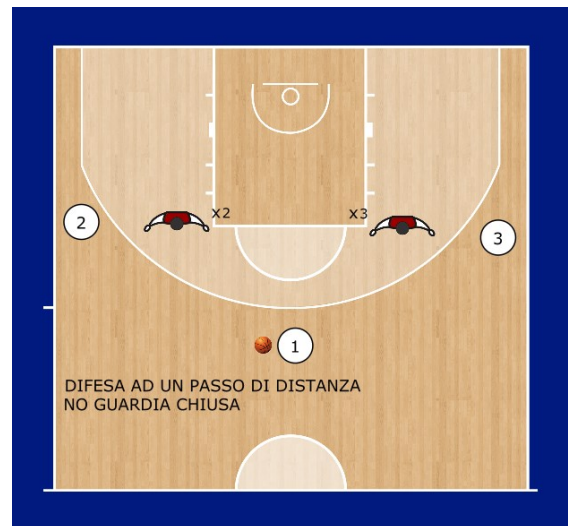 x2 x3
2
3
1
DIFESA AD UN PASSO DI DISTANZA
NO GUARDIA CHIUSA